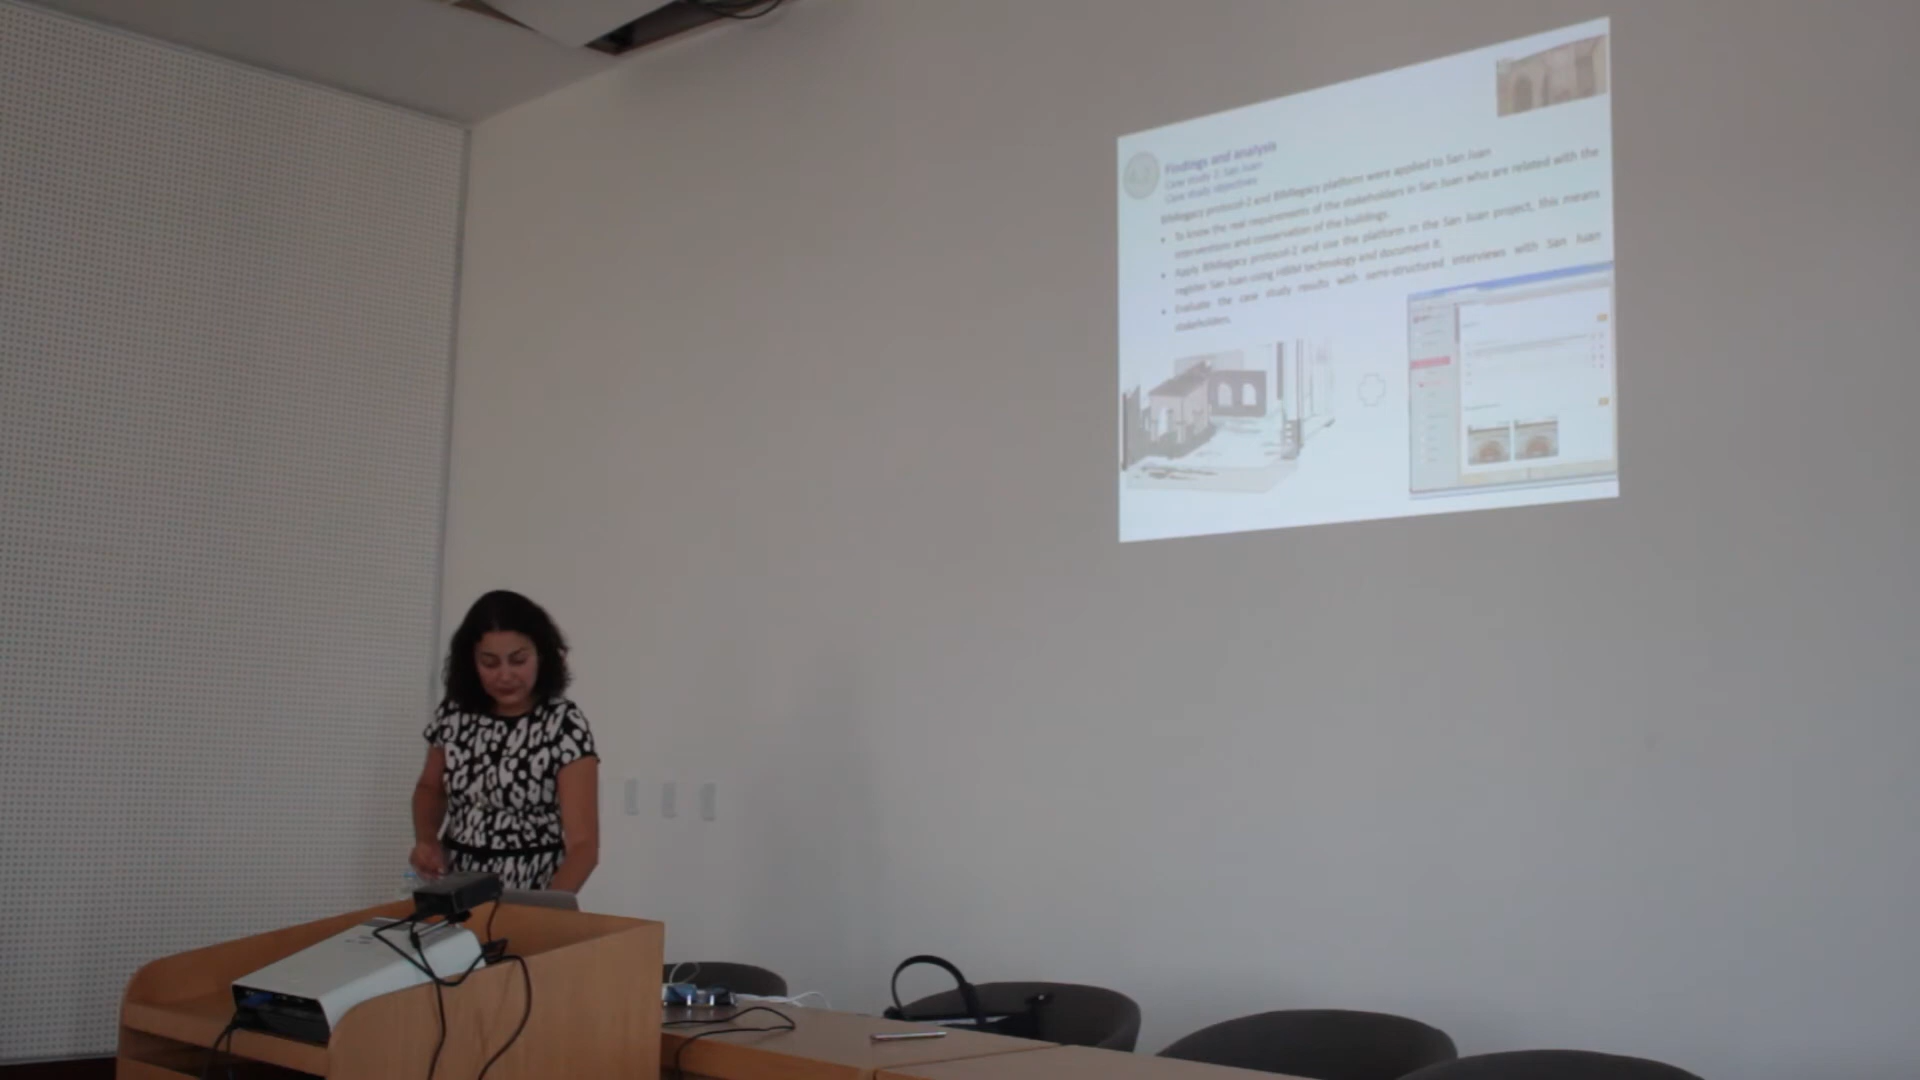 4.2
Findings and analysis
Case study 2: San Juan
Case study objectives
BIMlegacy protocol-2 and BIMlegacy platform were applied to San Juan
• To know the real requirements of the stakeholders in San Juan who are related with the
interventions and conservation of the buildings.
• Apply BIMlegacy protocol-2 and use the platform in the San Juan project, this means
register San Juan using HBIM technology and document it.
• Evaluate the case study results with semi-structured interviews with San Juan
stakeholders.